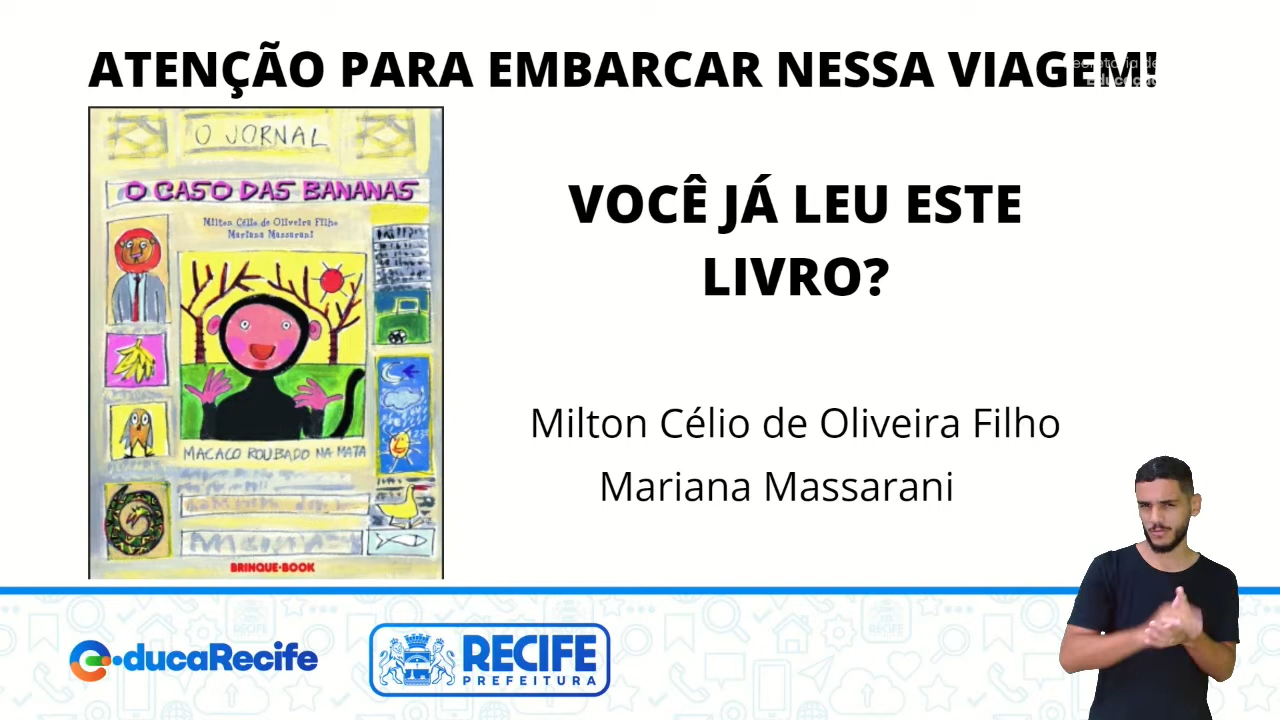 ATENÇÃO PARA EMBARCAR NESSA VIAGEM!
O JORNAL
O CASO DAS BANANAS
Milton Célio de Oliveira Filho
Mariana Massarani
MACACO ROUBADO NA MATA
BRINQUE-BOOK
VOCÊ JÁ LEU ESTE
LIVRO?
Milton Célio de Oliveira Filho
Mariana Massarani
ducaRecife
RECIFE
PREFEITURA